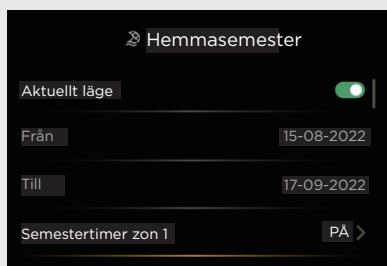 Hemmasemester
Aktuellt läge
Från 15-08-2022
Till 17-09-2022
Semestertimer zon 1 PÅ